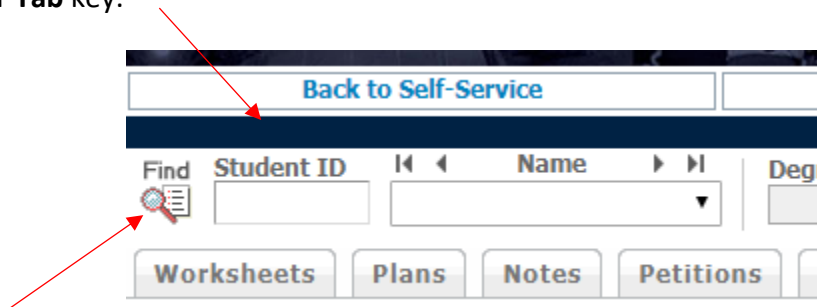 Tab key.
Back to Self-Service
Find Student ID Name Deg
Worksheets Plans Notes Petitions